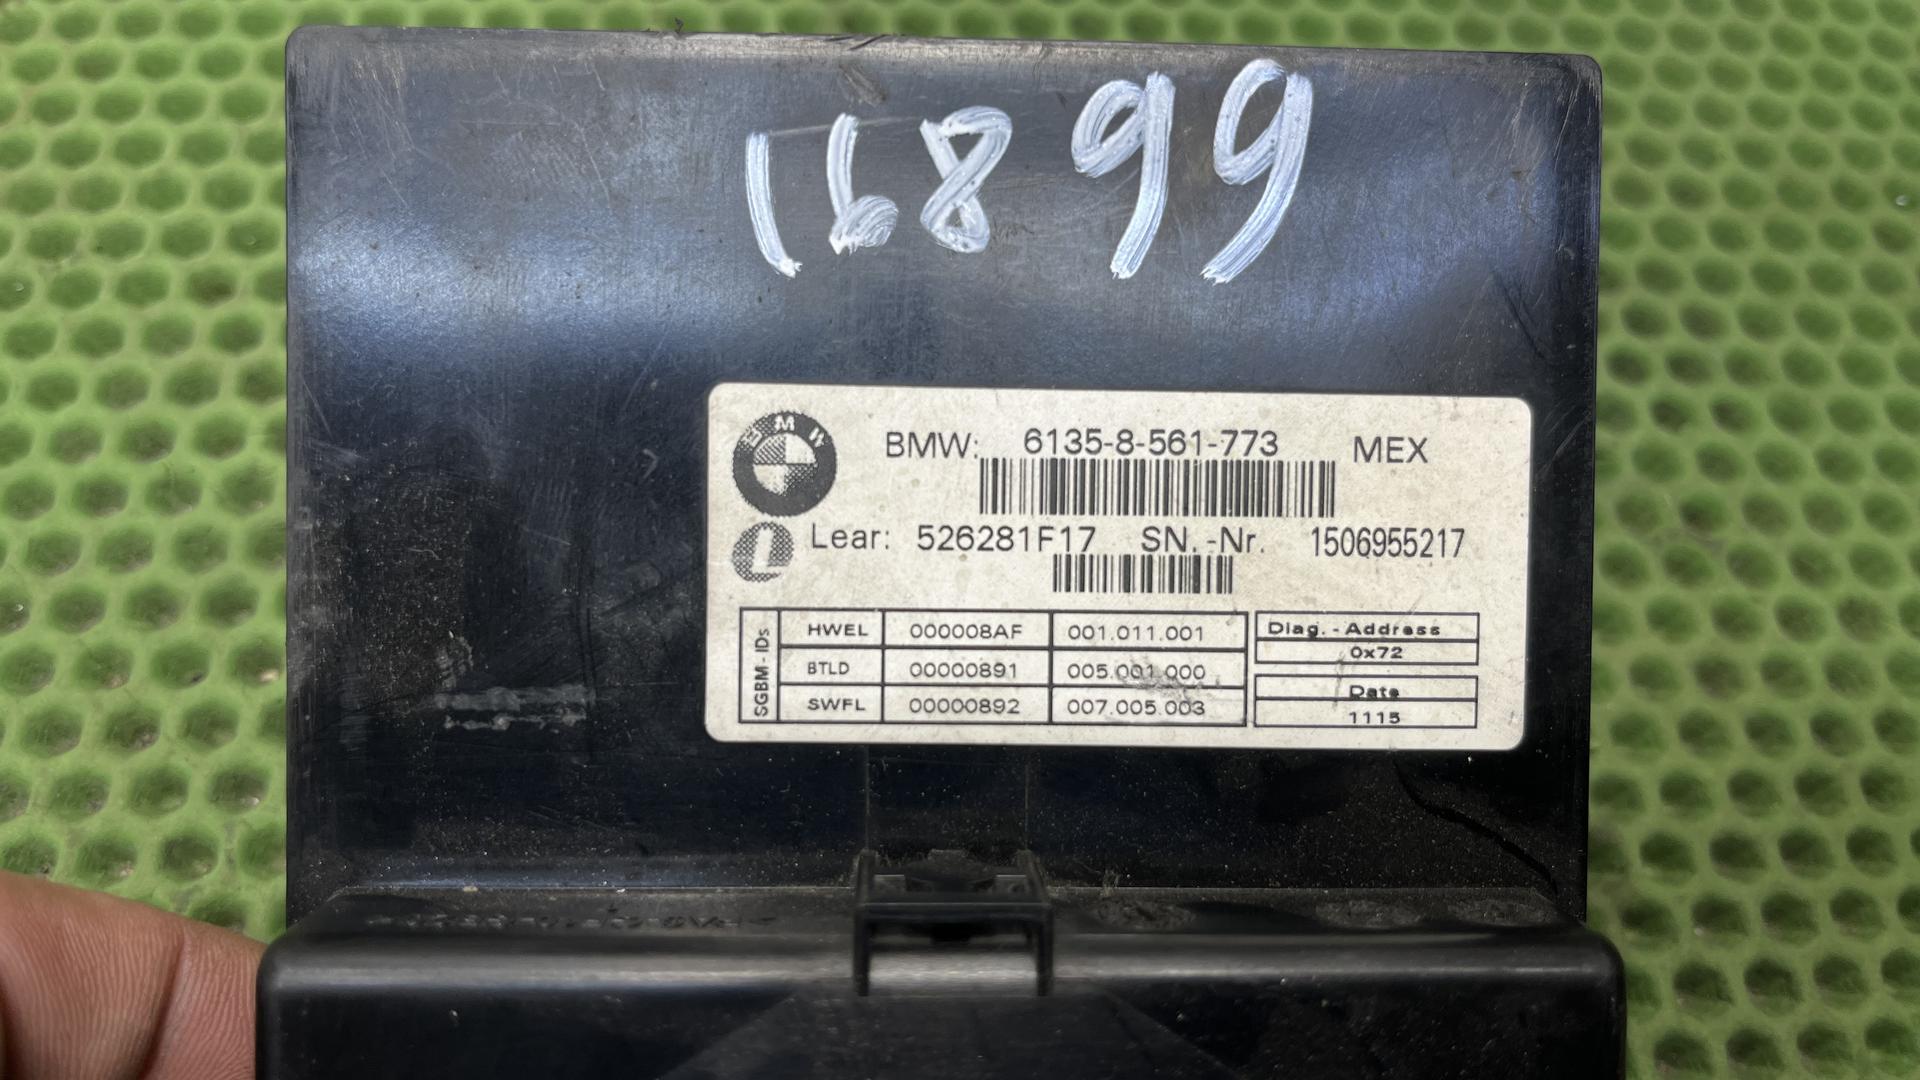 16899
BMW
BMW: 6135-8-561-773 MEX
L Lear: 526281F17 SN.-Nr. 1506955217
SGBM-IDs
HWEL 000008AF 001.011.001
BTLD 00000891 005.001.000
SWFL 00000892 007.005.003
Diag.-Address
0x72
Date
1115